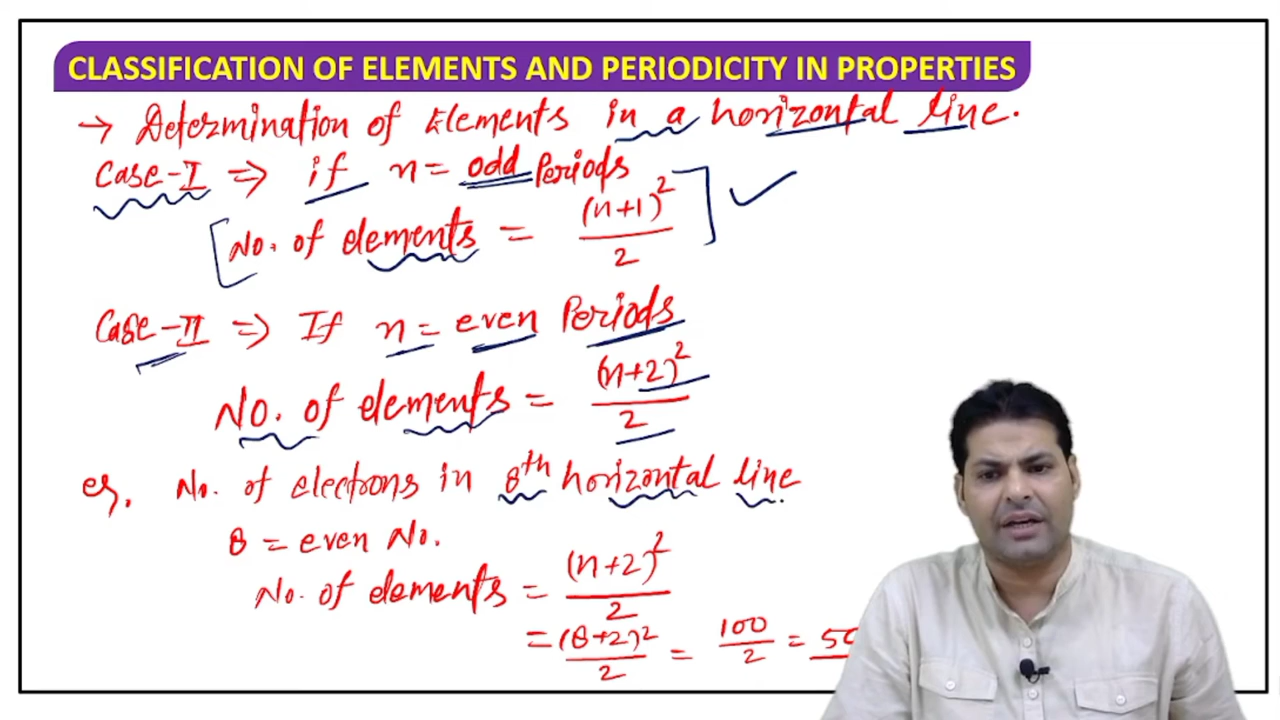 CLASSIFICATION OF ELEMENTS AND PERIODICITY IN PROPERTIES
→ Determination of Elements in a horizontal line.
Case-I ⇒ if n = odd Periods
No. of elements = (n+1)²/2
Case-II ⇒ If n = even Periods
No. of elements = (n+2)²/2
eg. No. of electrons in 8th horizontal line
8 = even No.
No. of elements = (n+2)²/2
= (8+2)²/2 = 100/2 =